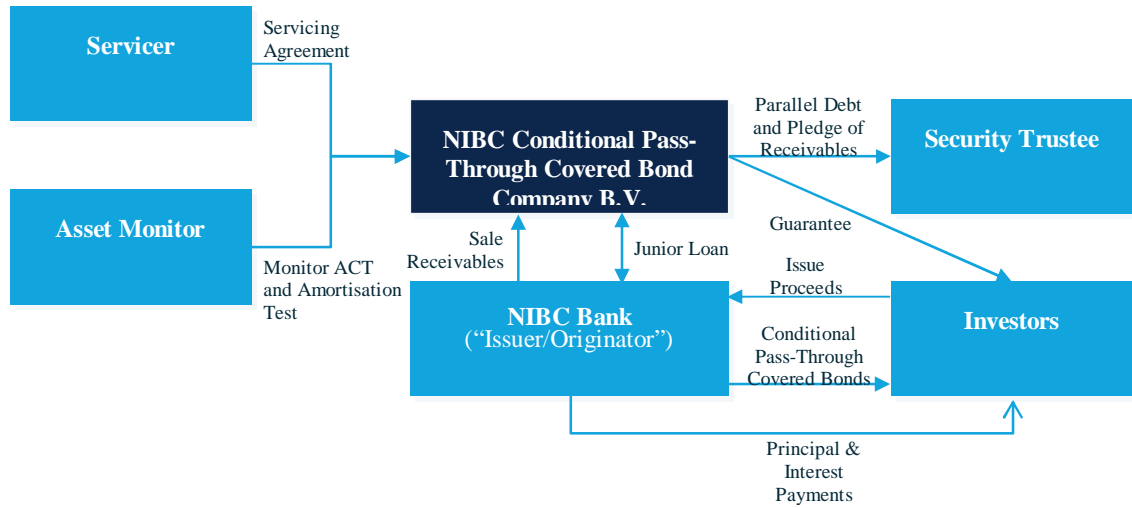 Servicer
Servicing
Agreement
NIBC Conditional Pass-
Through Covered Bond
Company B.V.
Parallel Debt
and Pledge of
Receivables
Security Trustee
Asset Monitor
Monitor ACT
and Amortisation
Test
Sale
Receivables
Junior Loan
Guarantee
Issue
Proceeds
NIBC Bank
(“Issuer/Originator”)
Investors
Conditional
Pass-Through
Covered Bonds
Principal &
Interest
Payments